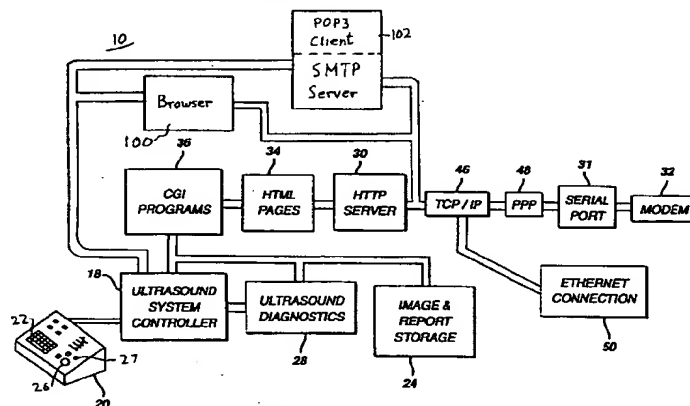 10
POP3
Client
102
SMTP
Server
Browser
100
36
34
30
46
48
31
32
CGI
PROGRAMS
HTML
PAGES
HTTP
SERVER
TCP / IP
PPP
SERIAL
PORT
MODEM
18
ULTRASOUND
SYSTEM
CONTROLLER
ULTRASOUND
DIAGNOSTICS
28
IMAGE &
REPORT
STORAGE
24
ETHERNET
CONNECTION
50
22
26
27
20